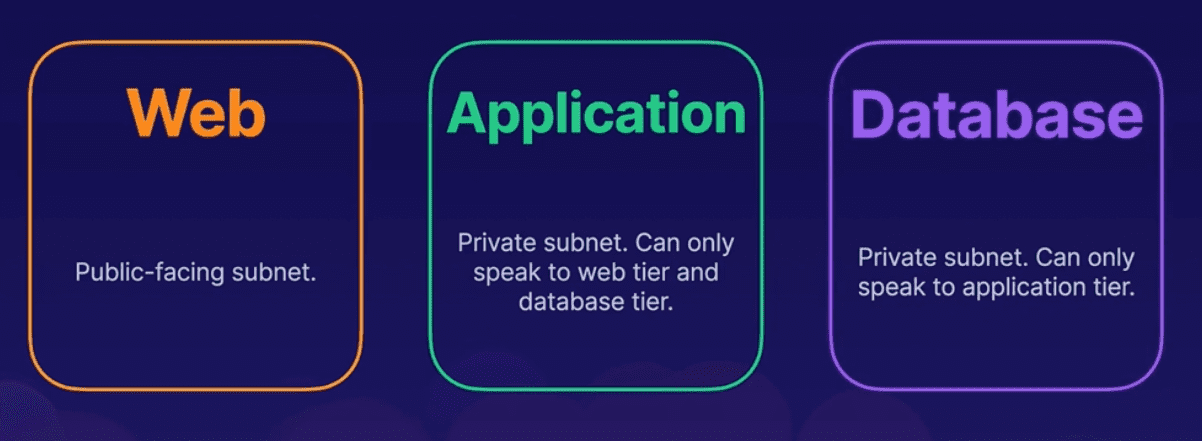 Web
Public-facing subnet.
Application
Private subnet. Can only
speak to web tier and
database tier.
Database
Private subnet. Can only
speak to application tier.